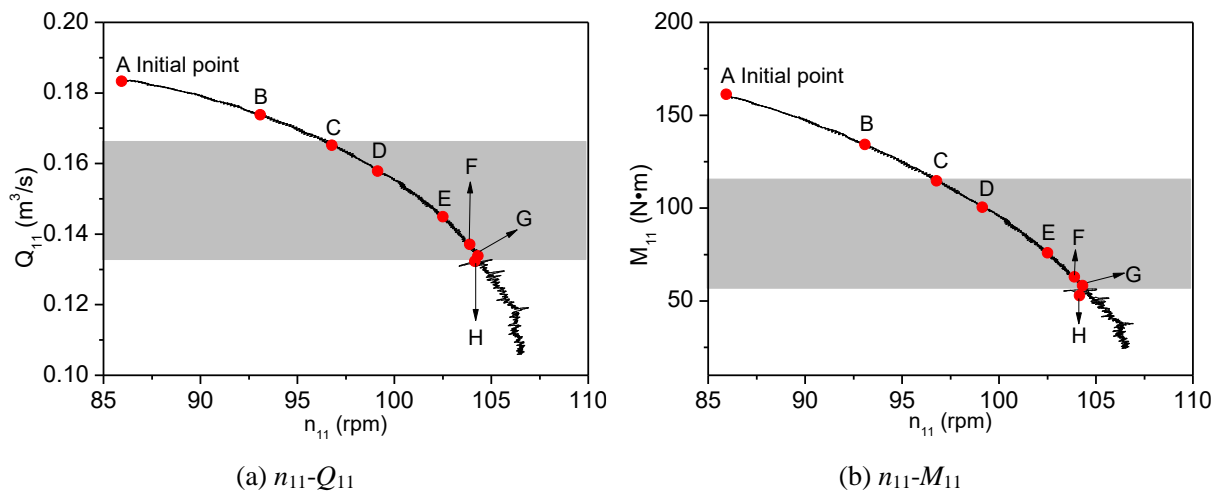 0.20
0.18
0.16
0.14
0.12
0.10
Q11 (m3/s)
A Initial point
B
C
D
E
F
G
H
85 90 95 100 105 110
n11 (rpm)
(a) n11-Q11
200
150
100
50
M11 (N•m)
A Initial point
B
C
D
E
F
G
H
85 90 95 100 105 110
n11 (rpm)
(b) n11-M11